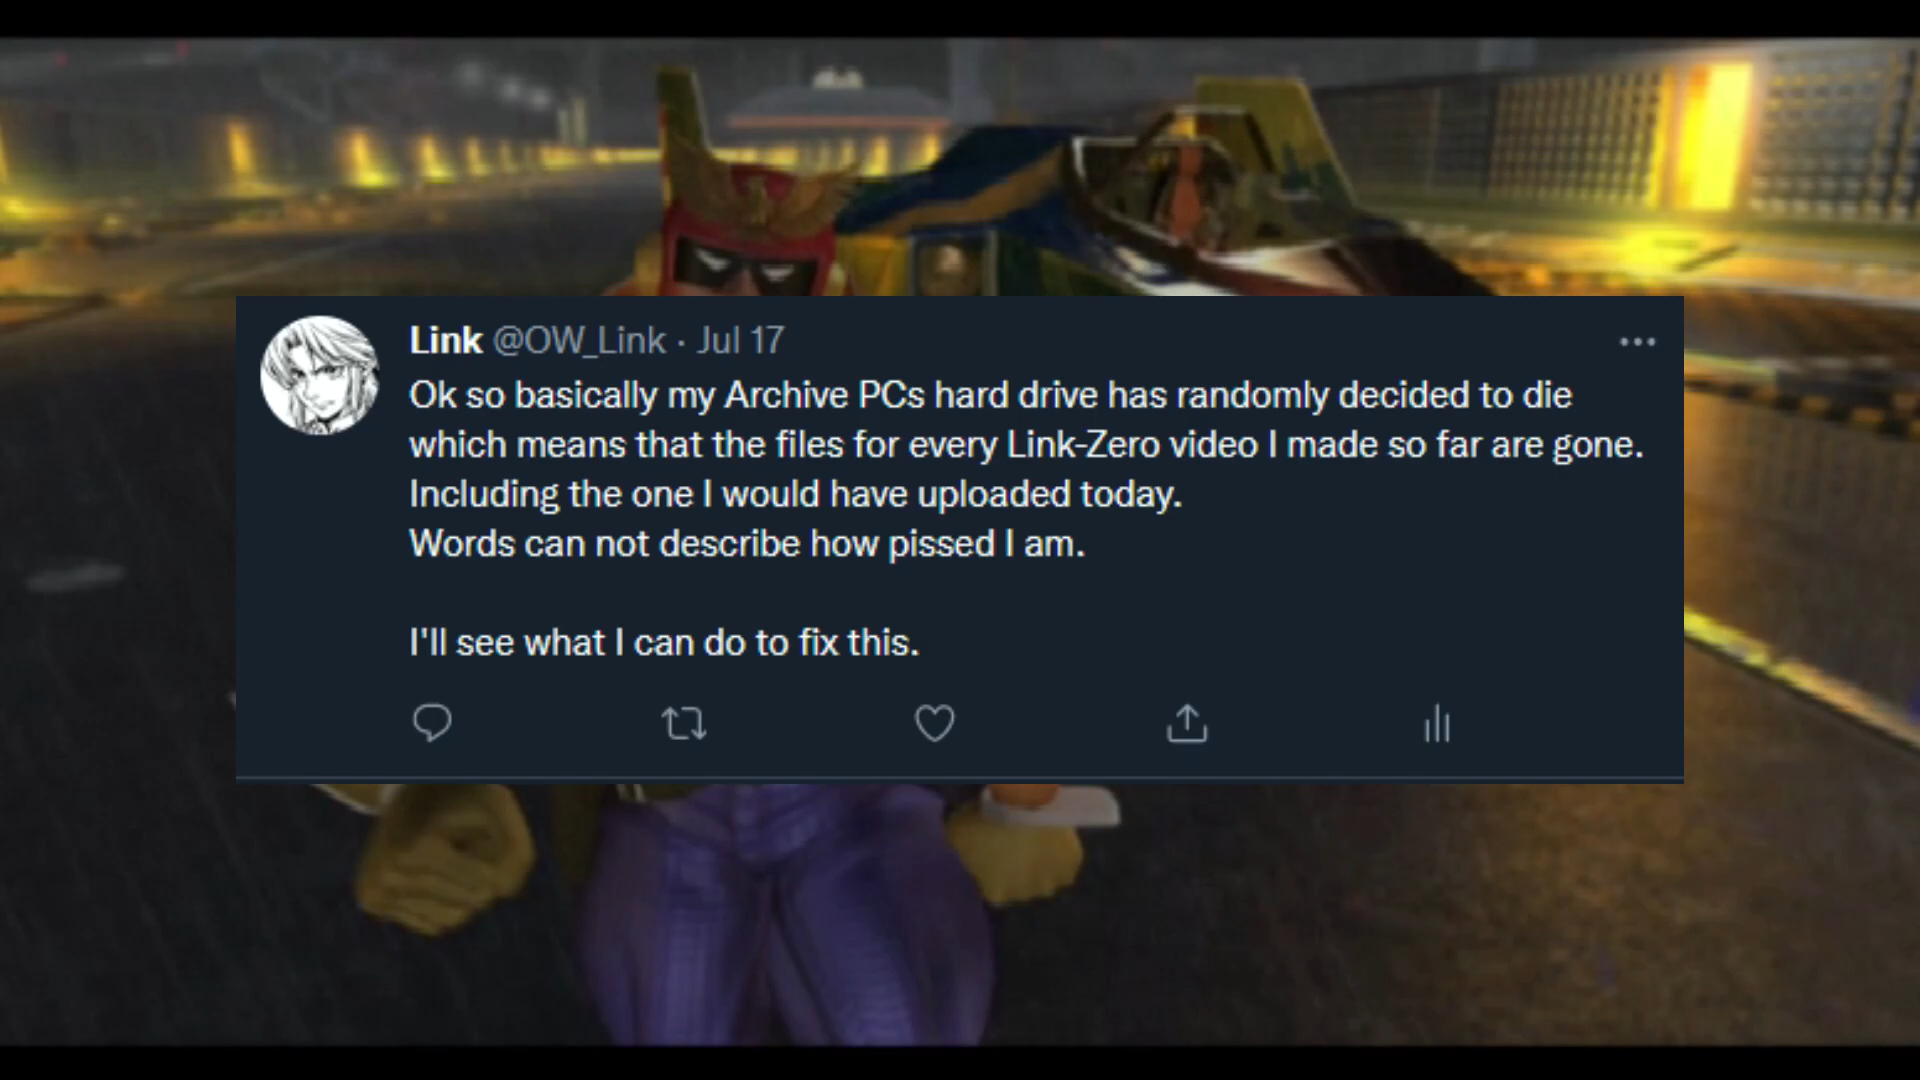 Link @OW_Link · Jul 17
Ok so basically my Archive PCs hard drive has randomly decided to die
which means that the files for every Link-Zero video I made so far are gone.
Including the one I would have uploaded today.
Words can not describe how pissed I am.
I'll see what I can do to fix this.